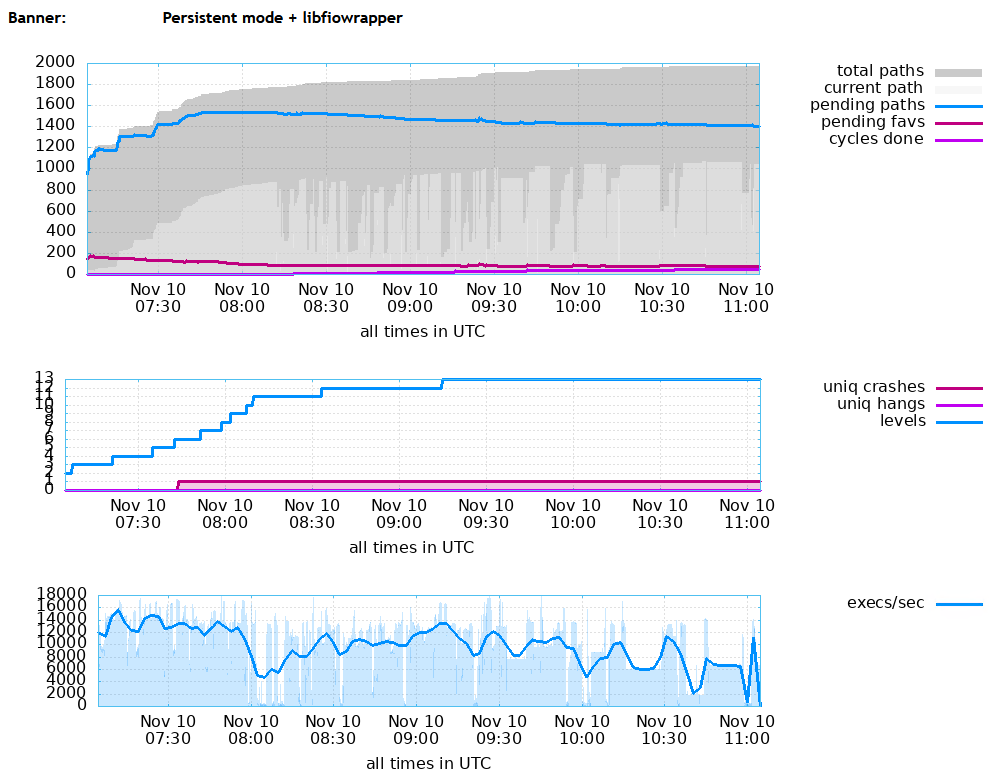 Banner: Persistent mode + libfiowrapper
2000
1800
1600
1400
1200
1000
800
600
400
200
0
total paths
current path
pending paths
pending favs
cycles done
Nov 10 Nov 10 Nov 10 Nov 10 Nov 10 Nov 10 Nov 10 Nov 10
07:30 08:00 08:30 09:00 09:30 10:00 10:30 11:00
all times in UTC
13
12
11
10
9
8
7
6
5
4
3
2
1
0
uniq crashes
uniq hangs
levels
Nov 10 Nov 10 Nov 10 Nov 10 Nov 10 Nov 10 Nov 10 Nov 10
07:30 08:00 08:30 09:00 09:30 10:00 10:30 11:00
all times in UTC
18000
16000
14000
12000
10000
8000
6000
4000
2000
0
execs/sec
Nov 10 Nov 10 Nov 10 Nov 10 Nov 10 Nov 10 Nov 10 Nov 10
07:30 08:00 08:30 09:00 09:30 10:00 10:30 11:00
all times in UTC